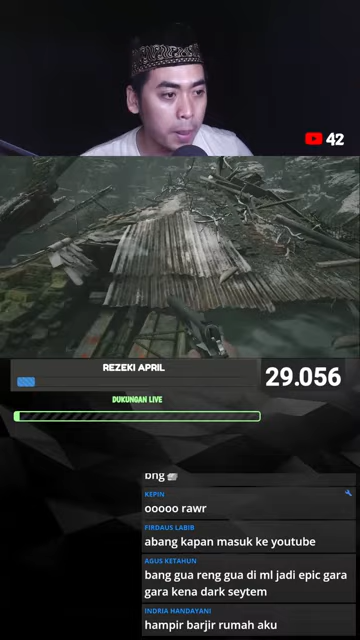 42
REZEKI APRIL
29.056
DUKUNGAN LIVE
bng
KEPIN
ooooo rawr
FIRDAUS LABIB
abang kapan masuk ke youtube
AGUS KETAHUN
bang gua reng gua di ml jadi epic gara
gara kena dark seytem
INDRIA HANDAYANI
hampir barjir rumah aku